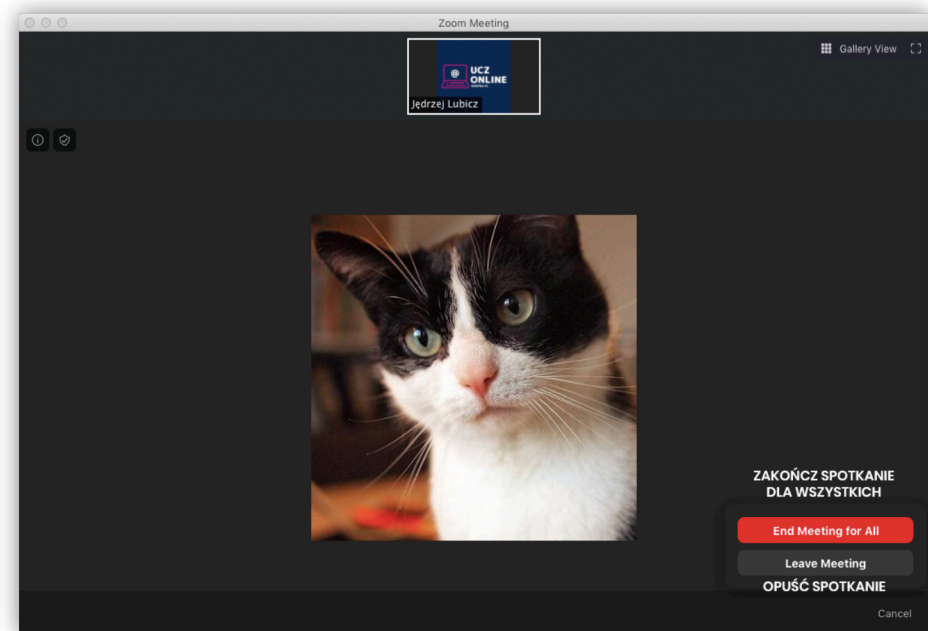 Zoom Meeting
Gallery View
@ UCZ
ONLINE
Jędrzej Lubicz
ZAKOŃCZ SPOTKANIE
DLA WSZYSTKICH
End Meeting for All
Leave Meeting
OPUŚĆ SPOTKANIE
Cancel